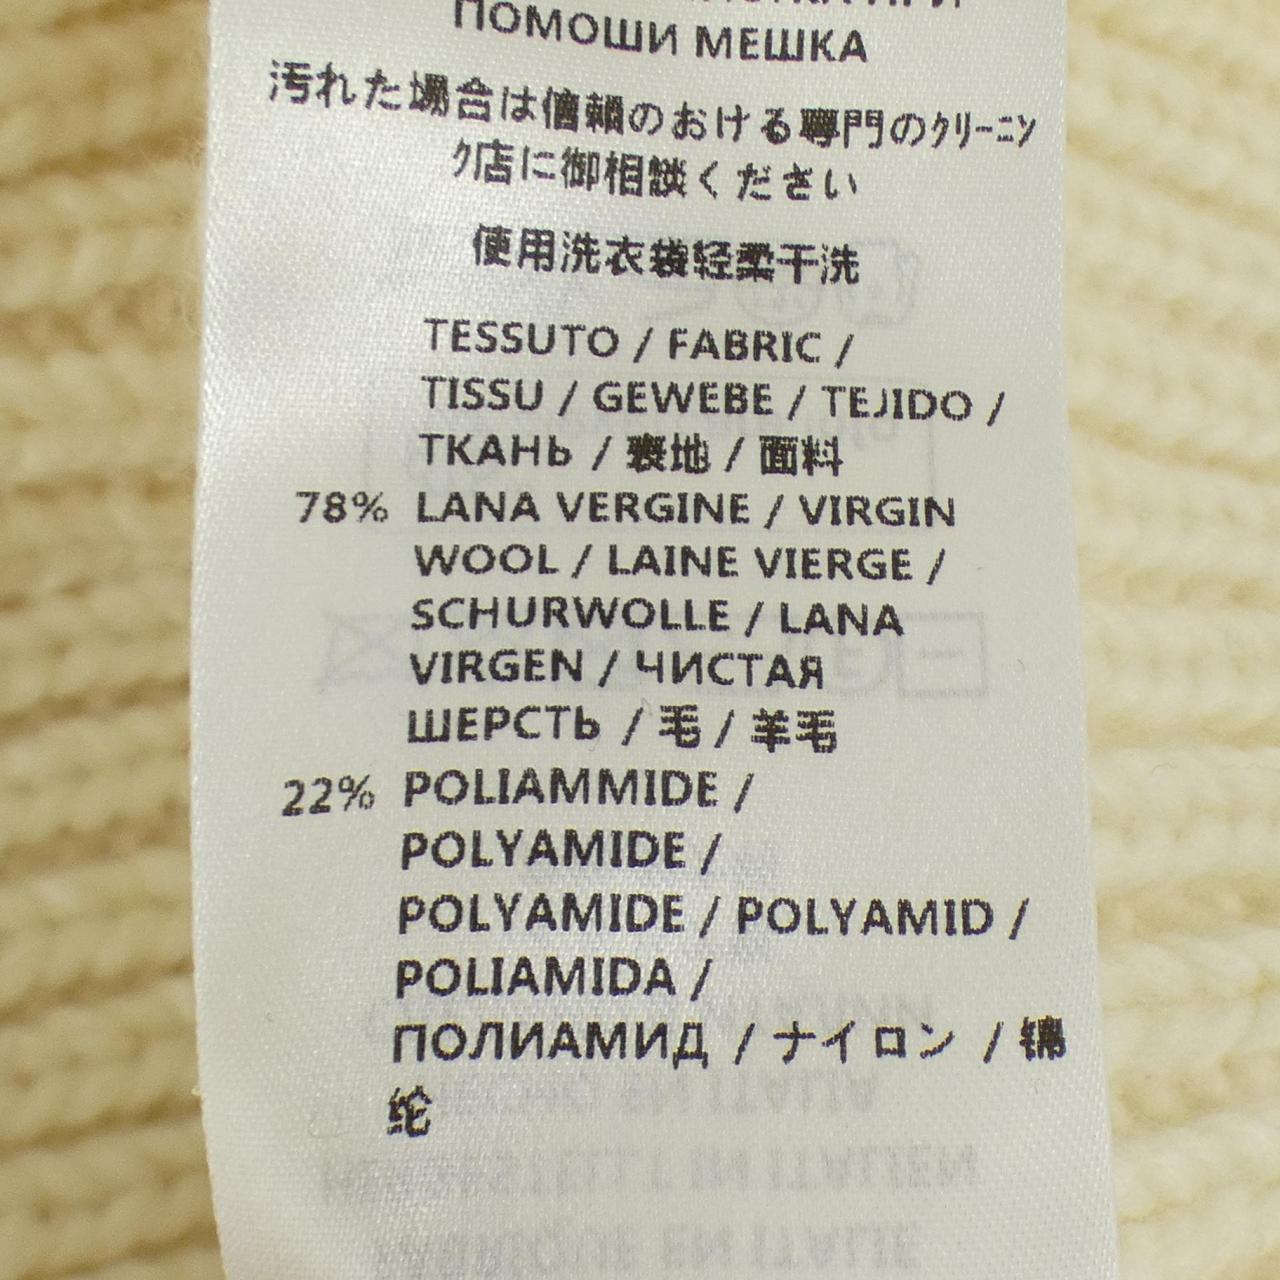 ПОМОШИ МЕШКА
汚れた場合は信頼のおける専門のｸﾘｰﾆﾝ
ｸ店に御相談ください
使用洗衣袋轻柔干洗
TESSUTO / FABRIC /
TISSU / GEWEBE / TEJIDO /
ТКАНЬ / 表地 / 面料
78% LANA VERGINE / VIRGIN
WOOL / LAINE VIERGE /
SCHURWOLLE / LANA
VIRGEN / ЧИСТАЯ
ШЕРСТЬ / 毛 / 羊毛
22% POLIAMMIDE /
POLYAMIDE /
POLYAMIDE / POLYAMID /
POLIAMIDA /
ПОЛИАМИД / ナイロン / 锦
纶